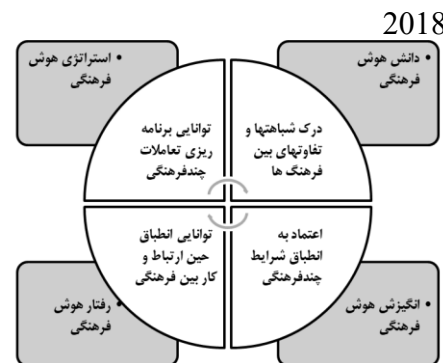 2018
• دانش هوش
فرهنگی
• استراتژی هوش
فرهنگی
درک شباهتها و
تفاوتهای بین
فرهنگ ها
توانایی برنامه
ریزی تعاملات
چندفرهنگی
اعتماد به
انطباق شرایط
چندفرهنگی
توانایی انطباق
حین ارتباط و
کار بین فرهنگی
• انگیزش هوش
فرهنگی
• رفتار هوش
فرهنگی